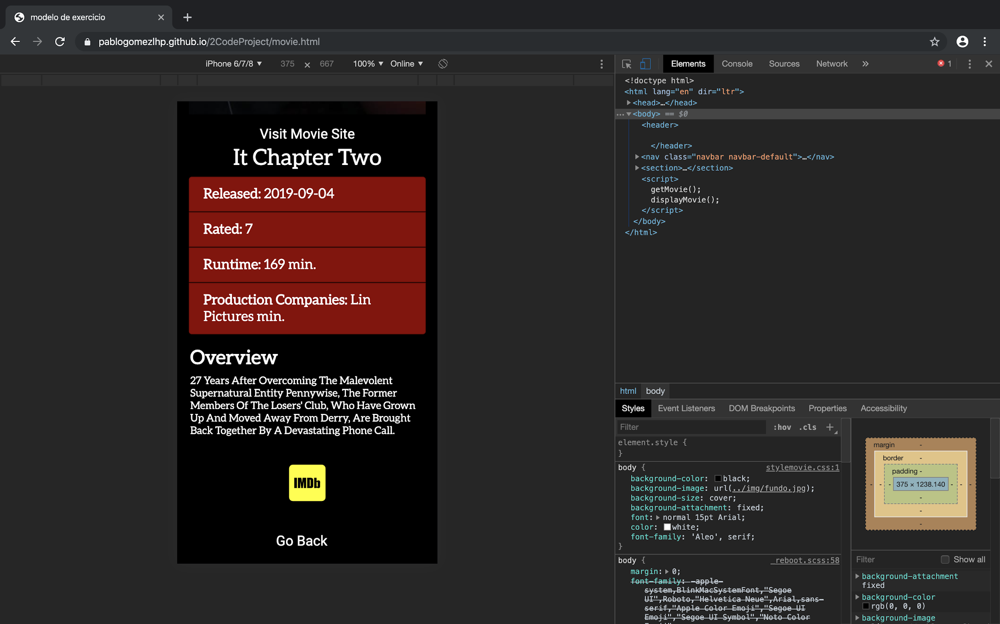 modelo de exercicio
pablogomezlhp.github.io/2CodeProject/movie.html
iPhone 6/7/8 ▼ 375 × 667 100% ▼ Online ▼
Elements Console Sources Network » 1
<!doctype html>
<html lang="en" dir="ltr">
<head>…</head>
… <body> == $0
<header>
</header>
<nav class="navbar navbar-default">…</nav>
<section>…</section>
<script>
getMovie();
displayMovie();
</script>
</body>
</html>
Visit Movie Site
It Chapter Two
Released: 2019-09-04
Rated: 7
Runtime: 169 min.
Production Companies: Lin
Pictures min.
Overview
27 Years After Overcoming The Malevolent
Supernatural Entity Pennywise, The Former
Members Of The Losers' Club, Who Have Grown
Up And Moved Away From Derry, Are Brought
Back Together By A Devastating Phone Call.
IMDb
Go Back
html body
Styles Event Listeners DOM Breakpoints Properties Accessibility
Filter :hov .cls +
element.style {
}
body { stylemovie.css:1
background-color: black;
background-image: url(../img/fundo.jpg);
background-size: cover;
background-attachment: fixed;
font: normal 15pt Arial;
color: white;
font-family: 'Aleo', serif;
}
body { _reboot.scss:58
margin: 0;
font-family: -apple-
system,BlinkMacSystemFont,"Segoe
UI",Roboto,"Helvetica Neue",Arial,sans-
serif,"Apple Color Emoji","Segoe UI
Emoji","Segoe UI Symbol","Noto Color
margin -
border -
padding -
- - - 375 × 1238.140 - - -
-
-
-
Filter Show all
background-attachment
fixed
background-color
rgb(0, 0, 0)
background-image